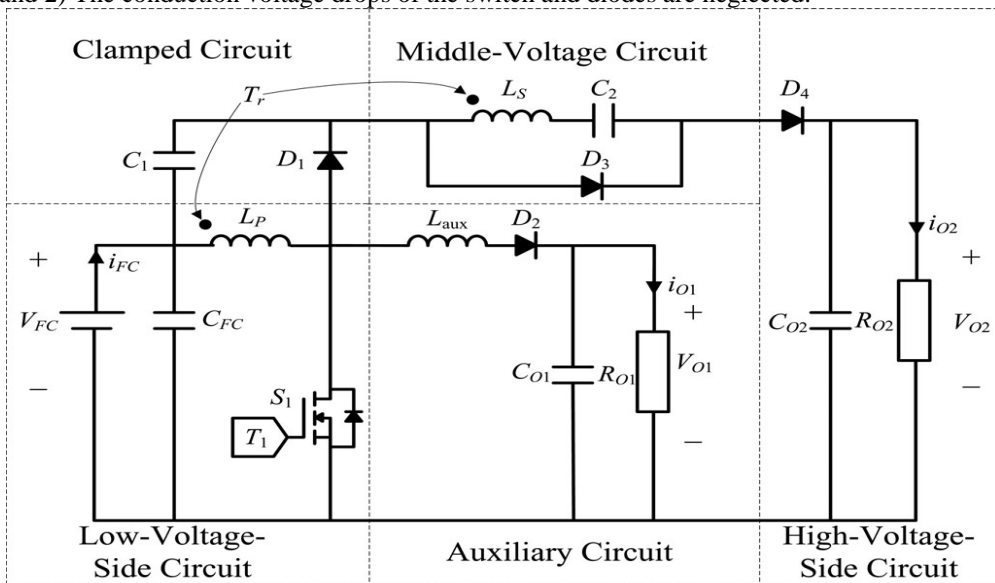 and 2) The conduction voltage drops of the switch and diodes are neglected.
Clamped Circuit
Middle-Voltage Circuit
Tr
LS
C2
D4
C1
D1
D3
LP
Laux
D2
+
iFC
iO1
iO2
+
+
VFC
CFC
CO1
RO1
VO1
CO2
RO2
VO2
−
S1
−
−
T1
Low-Voltage-
Side Circuit
Auxiliary Circuit
High-Voltage-
Side Circuit